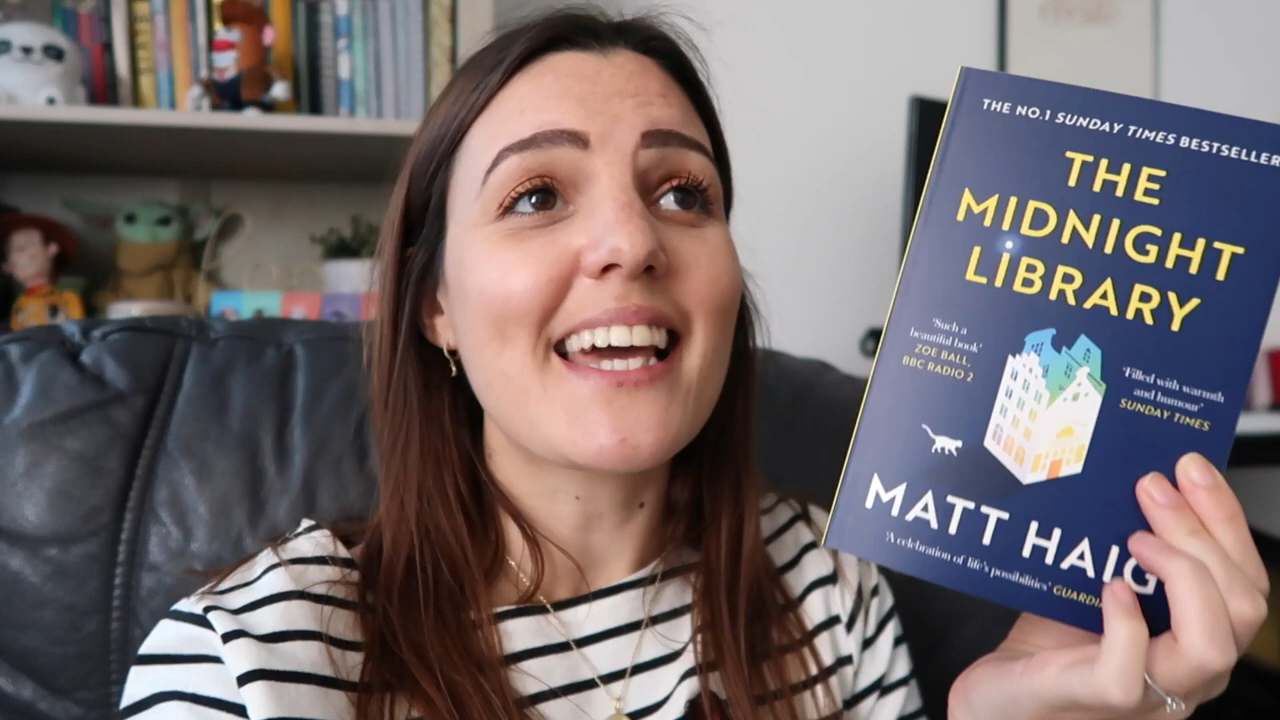 THE NO.1 SUNDAY TIMES BESTSELLER
THE
MIDNIGHT
LIBRARY
'Such a
beautiful book'
ZOE BALL,
BBC RADIO 2
'Filled with warmth
and humour'
SUNDAY TIMES
MATT HAIG
'A celebration of life's possibilities'